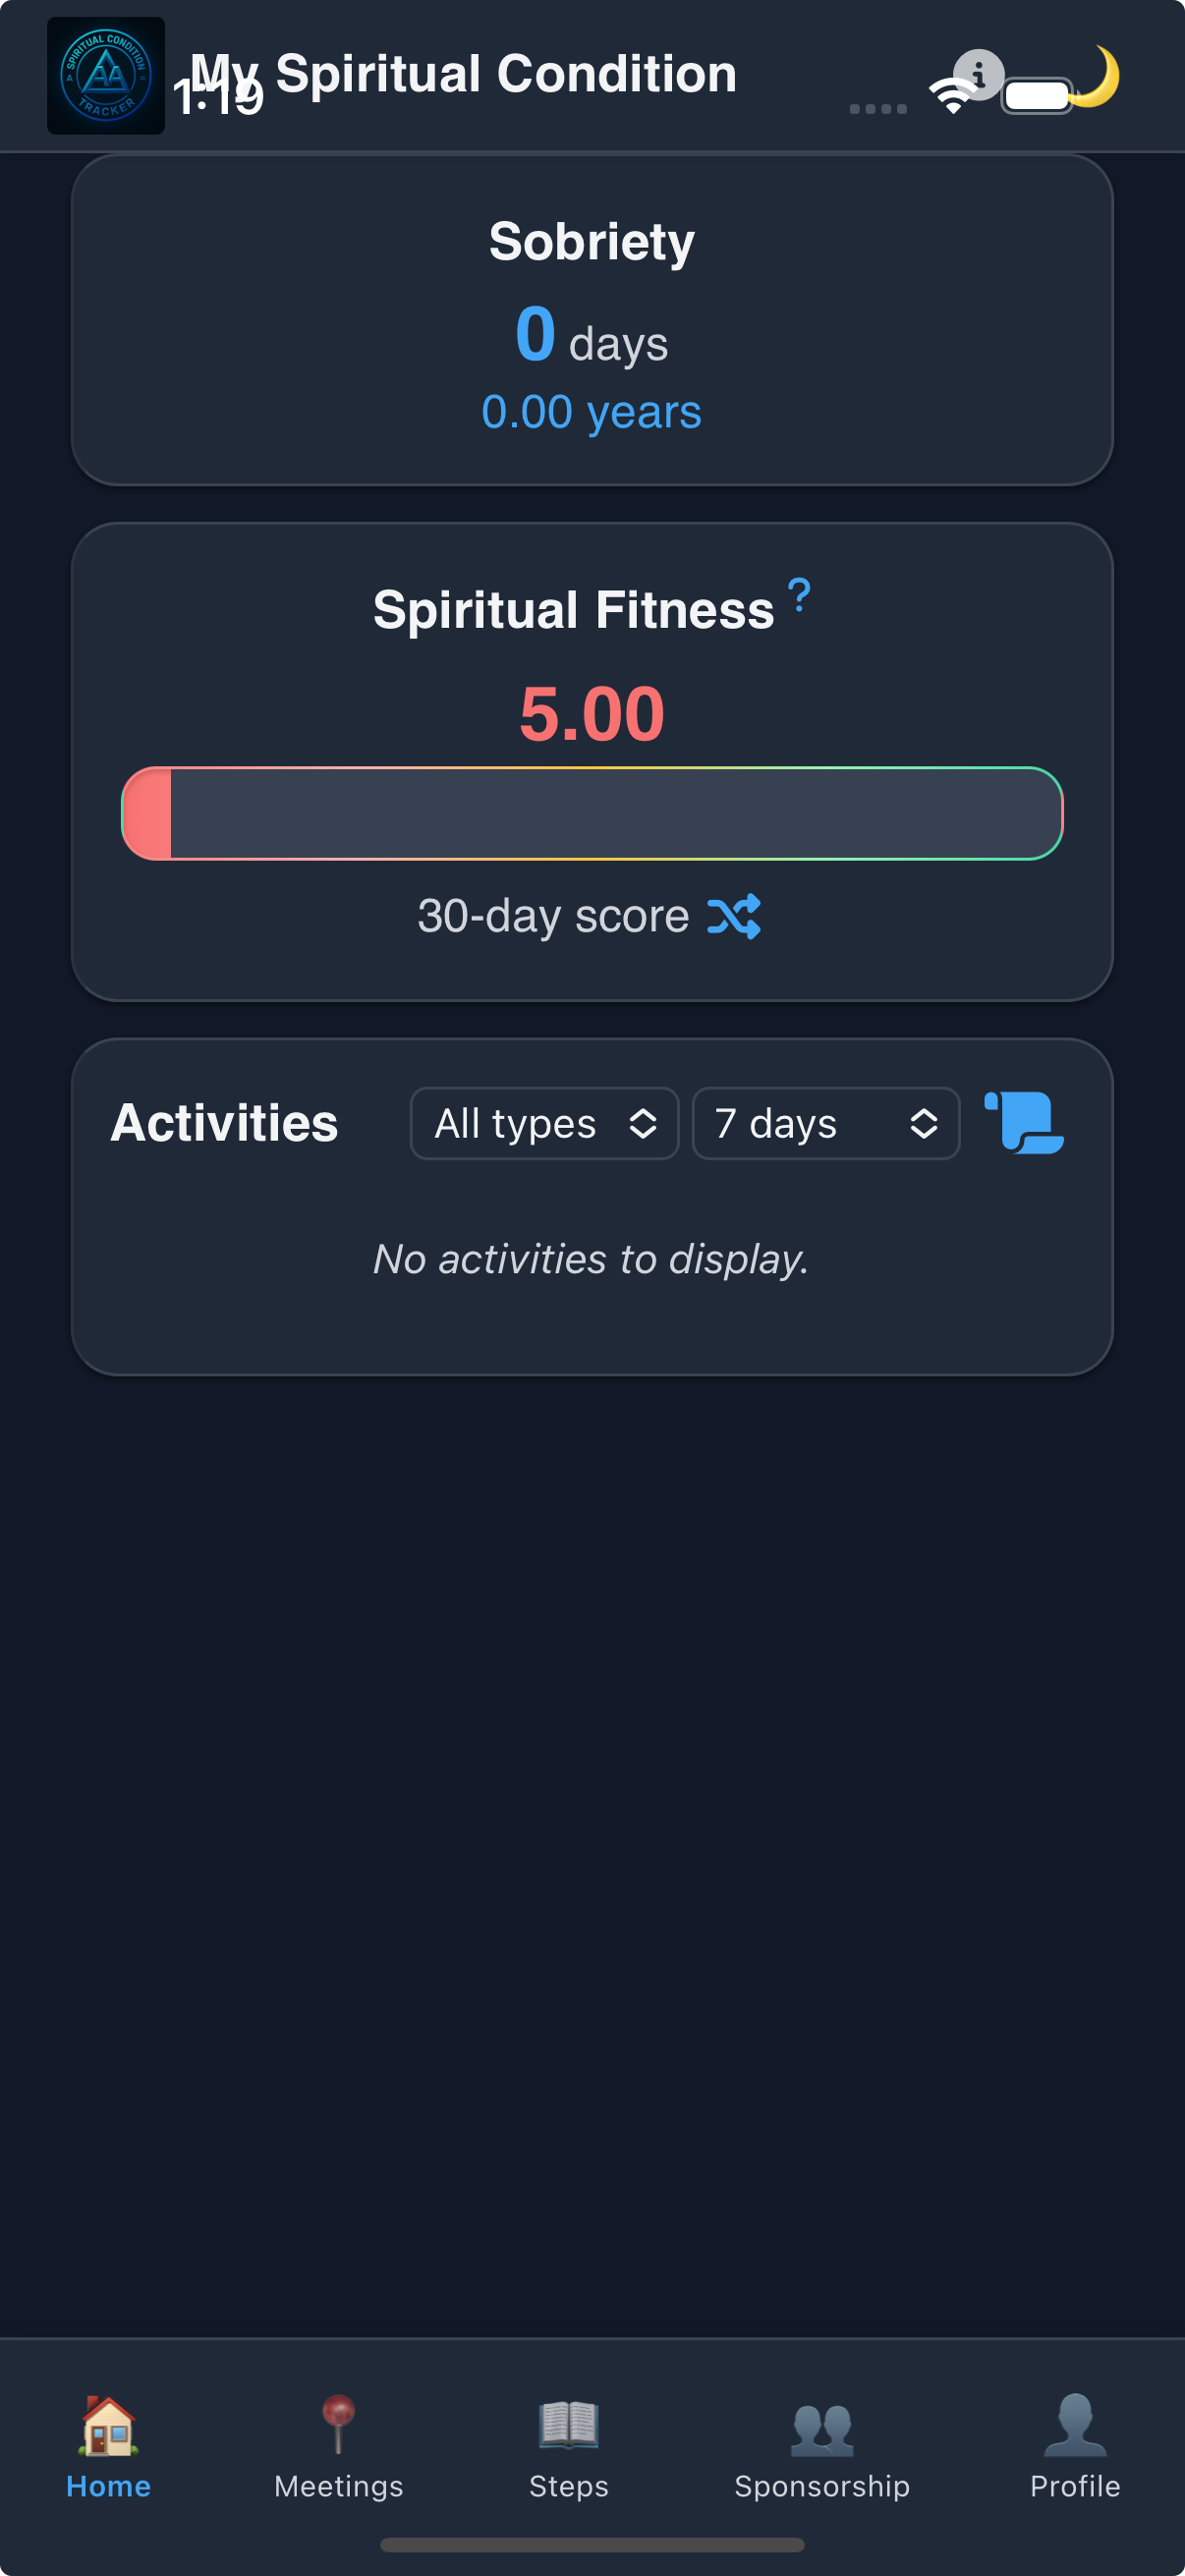 SPIRITUAL CONDITION
AA
TRACKER
My Spiritual Condition
1:19
Sobriety
0 days
0.00 years
Spiritual Fitness ?
5.00
30-day score
Activities
All types
7 days
No activities to display.
Home
Meetings
Steps
Sponsorship
Profile